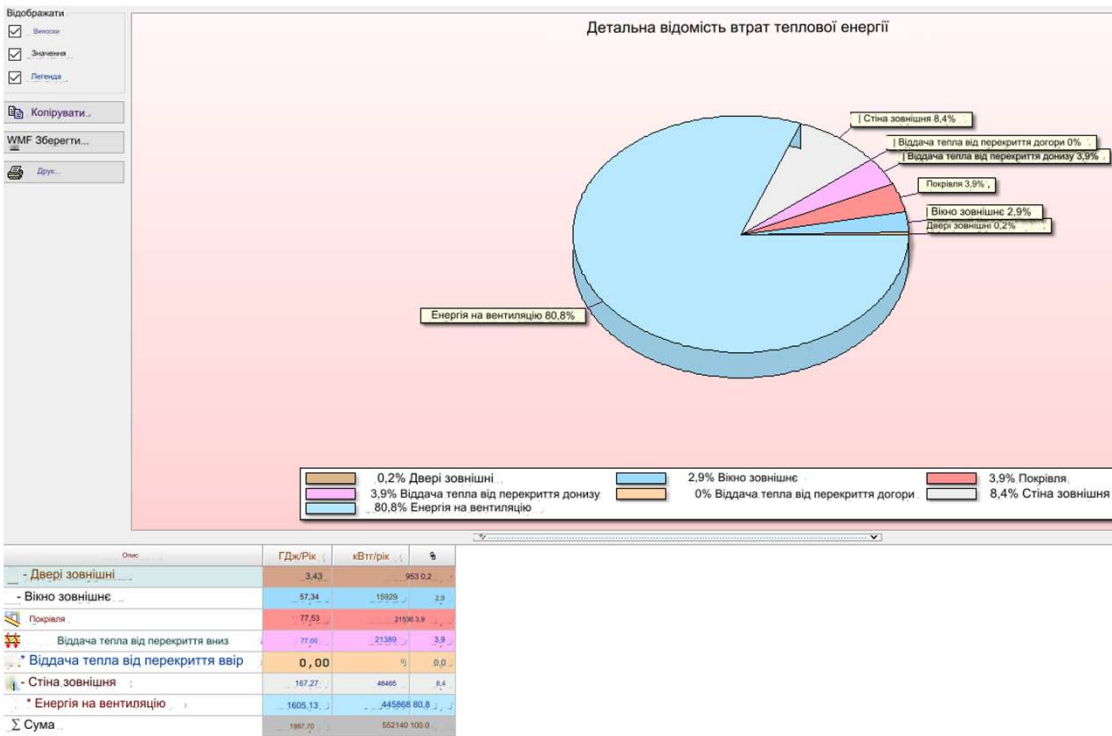 Відображати
Виноски
Значення
Легенда
Копіювати...
WMF Зберегти...
Друк...
Детальна відомість втрат теплової енергії
Стіна зовнішня 8,4%
Віддача тепла від перекриття догори 0%
Віддача тепла від перекриття донизу 3,9%
Покрівля 3,9%
Вікно зовнішнє 2,9%
Двері зовнішні 0,2%
Енергія на вентиляцію 80,8%
0,2% Двері зовнішні 2,9% Вікно зовнішнє 3,9% Покрівля
3,9% Віддача тепла від перекриття донизу 0% Віддача тепла від перекриття догори 8,4% Стіна зовнішня
80,8% Енергія на вентиляцію
Опис ГДж/Рік кВтг/рік %
- Двері зовнішні 3,43 953 0,2
- Вікно зовнішнє 57,34 15929 2,9
Покрівля 77,53 21536 3,9
Віддача тепла від перекриття вниз 77,00 21389 3,9
* Віддача тепла від перекриття ввір 0,00 0,0
- Стіна зовнішня 167,27 46465 8,4
* Енергія на вентиляцію 1605,13 445868 80,8
Σ Сума 552140 100.0